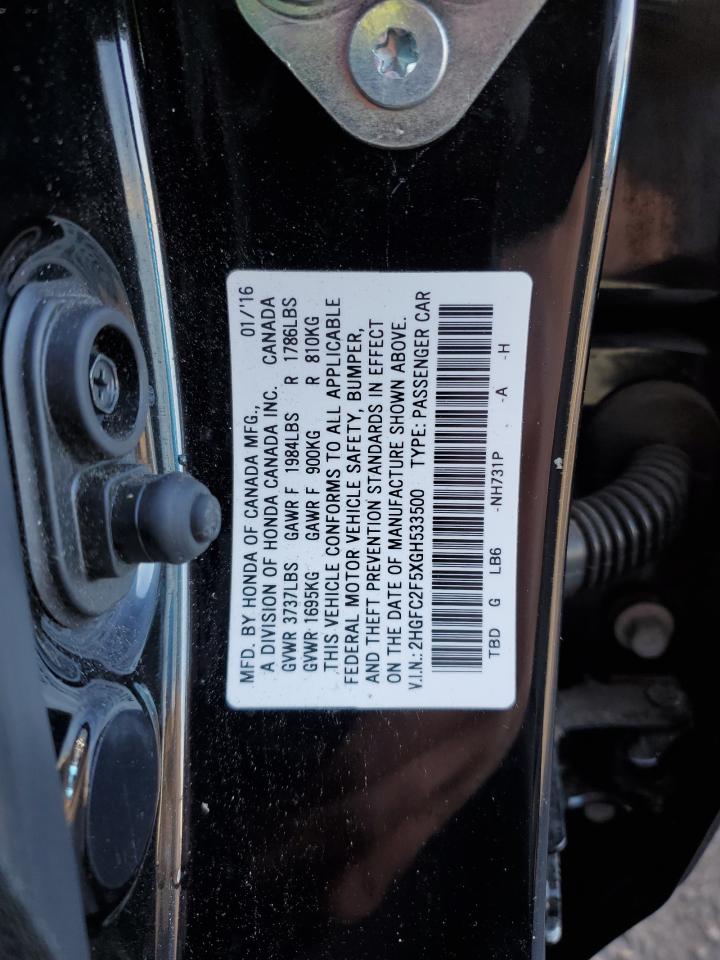 MFD. BY HONDA OF CANADA MFG., 01/'16
A DIVISION OF HONDA CANADA INC. CANADA
GVWR 3737LBS GAWR F 1984LBS R 1786LBS
GVWR 1695KG GAWR F 900KG R 810KG
THIS VEHICLE CONFORMS TO ALL APPLICABLE
FEDERAL MOTOR VEHICLE SAFETY, BUMPER,
AND THEFT PREVENTION STANDARDS IN EFFECT
ON THE DATE OF MANUFACTURE SHOWN ABOVE.
V.I.N.: 2HGFC2F5XGH533500 TYPE: PASSENGER CAR
TBD G LB6 -NH731P -A -H